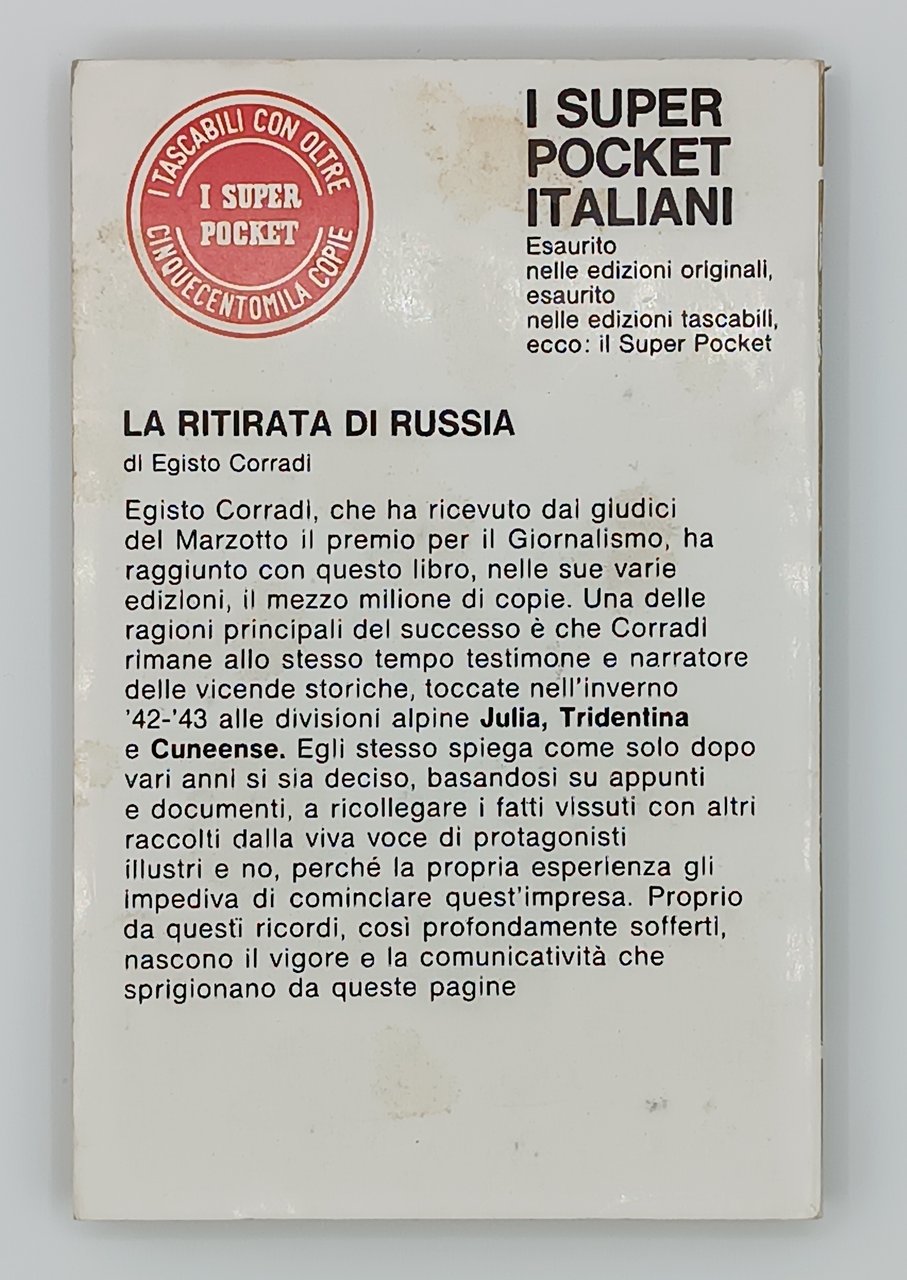 I TASCABILI CON OLTRE
I SUPER
POCKET
CINQUECENTOMILA COPIE
I SUPER
POCKET
ITALIANI
Esaurito
nelle edizioni originali,
esaurito
nelle edizioni tascabili,
ecco: il Super Pocket
LA RITIRATA DI RUSSIA
di Egisto Corradi
Egisto Corradi, che ha ricevuto dai giudici
del Marzotto il premio per il Giornalismo, ha
raggiunto con questo libro, nelle sue varie
edizioni, il mezzo milione di copie. Una delle
ragioni principali del successo è che Corradi
rimane allo stesso tempo testimone e narratore
delle vicende storiche, toccate nell'inverno
'42-'43 alle divisioni alpine Julia, Tridentina
e Cuneense. Egli stesso spiega come solo dopo
vari anni si sia deciso, basandosi su appunti
e documenti, a ricollegare i fatti vissuti con altri
raccolti dalla viva voce di protagonisti
illustri e no, perché la propria esperienza gli
impediva di cominciare quest'impresa. Proprio
da questi ricordi, così profondamente sofferti,
nascono il vigore e la comunicatività che
sprigionano da queste pagine